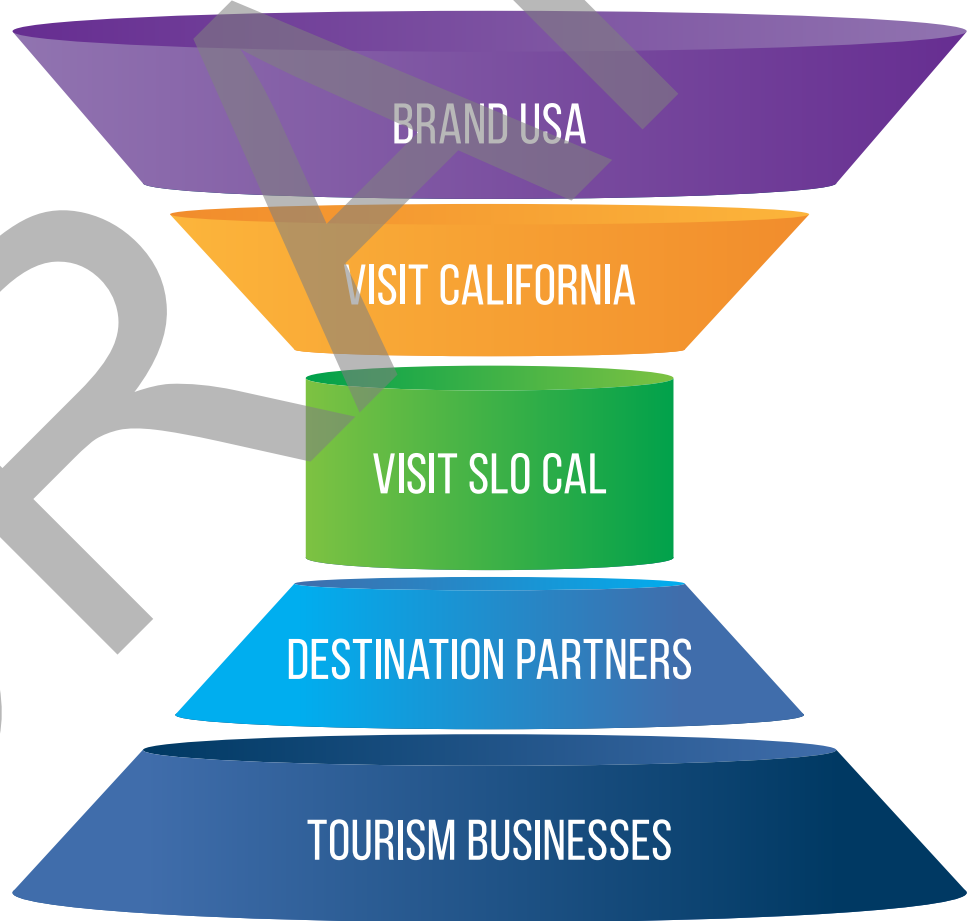 BRAND USA
VISIT CALIFORNIA
VISIT SLO CAL
DESTINATION PARTNERS
TOURISM BUSINESSES